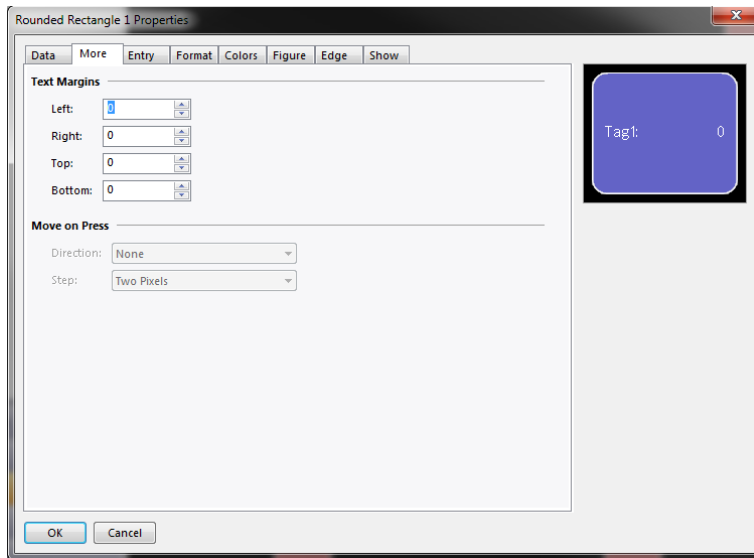 Rounded Rectangle 1 Properties
x
Data More Entry Format Colors Figure Edge Show
Text Margins
Left: 0
Right: 0
Top: 0
Bottom: 0
Move on Press
Direction: None
Step: Two Pixels
Tag1: 0
OK Cancel